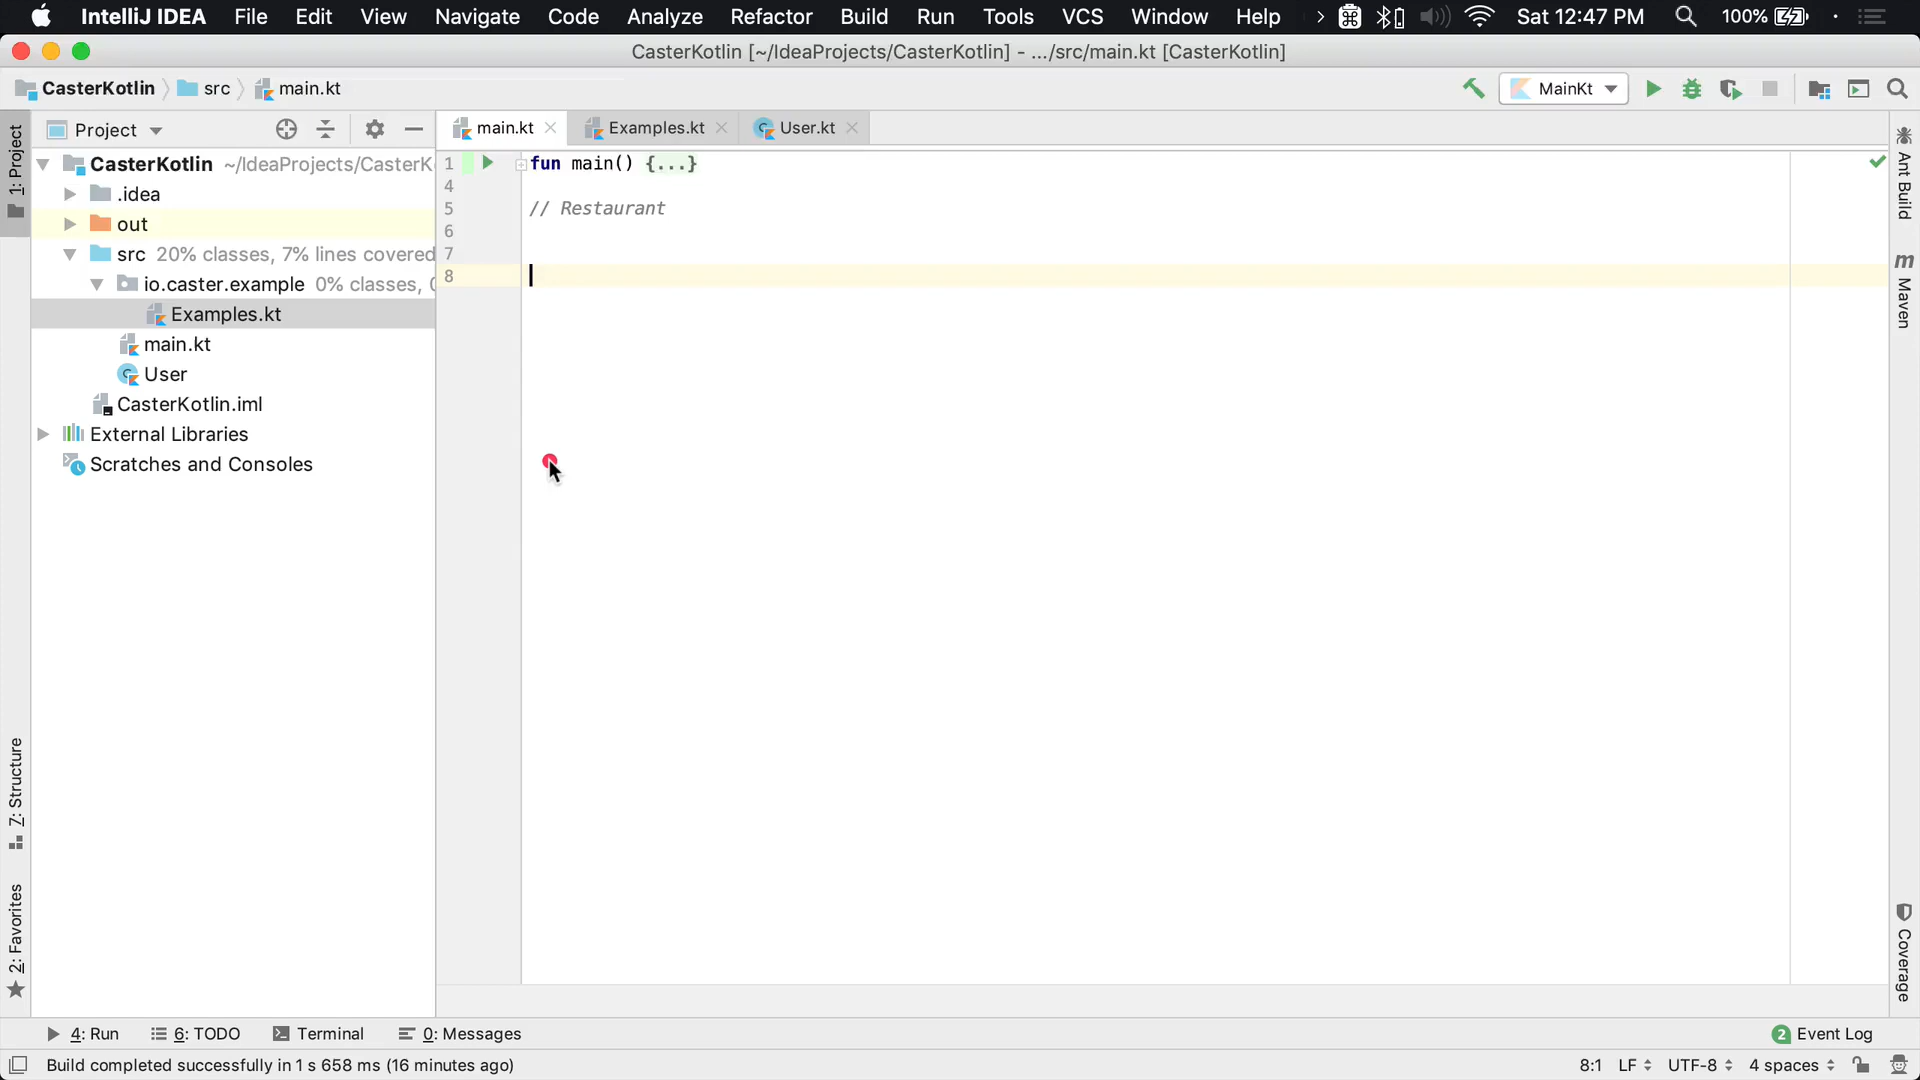 IntelliJ IDEA File Edit View Navigate Code Analyze Refactor Build Run Tools VCS Window Help Sat 12:47 PM 100%
CasterKotlin [~/IdeaProjects/CasterKotlin] - .../src/main.kt [CasterKotlin]
CasterKotlin src main.kt MainKt
Project
main.kt Examples.kt User.kt
CasterKotlin ~/IdeaProjects/CasterK
.idea
out
src 20% classes, 7% lines covered
io.caster.example 0% classes,
Examples.kt
main.kt
User
CasterKotlin.iml
External Libraries
Scratches and Consoles
1 fun main() {...}
4
5 // Restaurant
6
7
8
1: Project
7: Structure
2: Favorites
Ant Build
m Maven
Coverage
4: Run 6: TODO Terminal 0: Messages 2 Event Log
Build completed successfully in 1 s 658 ms (16 minutes ago) 8:1 LF UTF-8 4 spaces